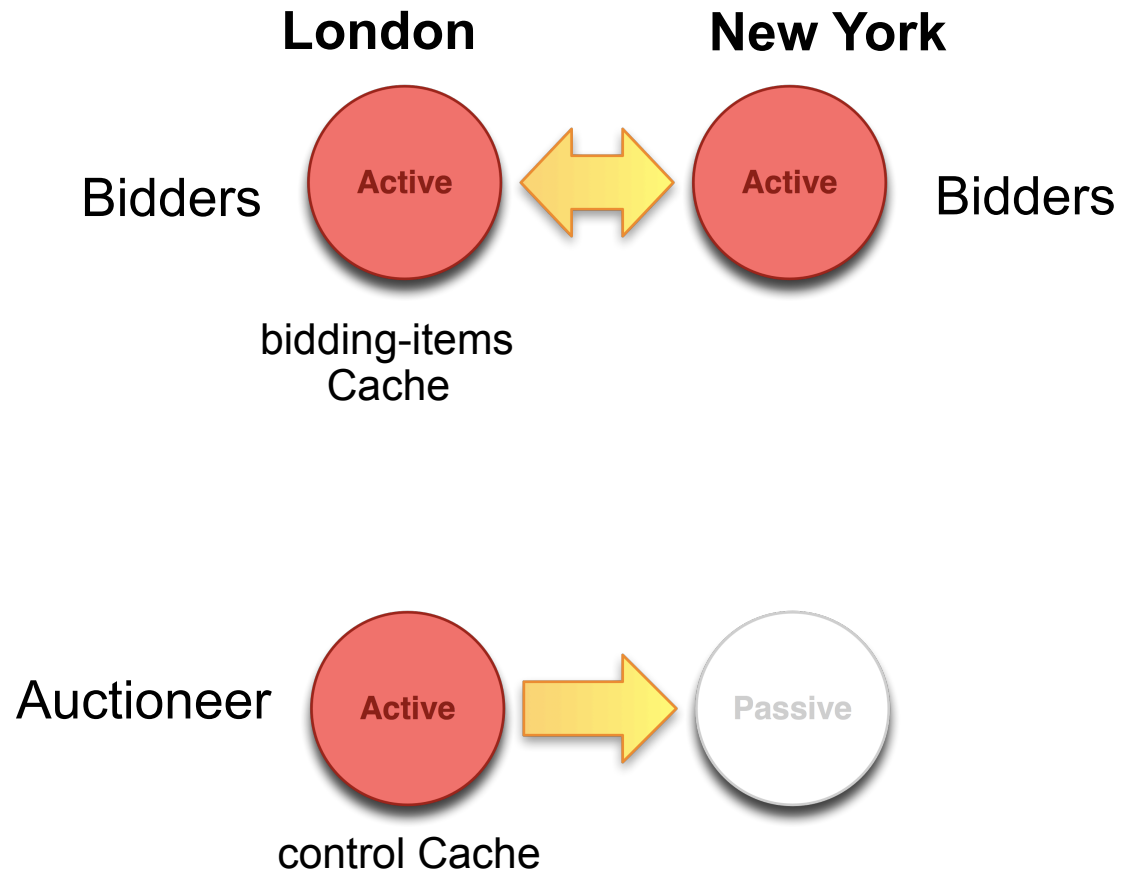 London
New York
Bidders
Active
Active
Bidders
bidding-items
Cache
Auctioneer
Active
Passive
control Cache